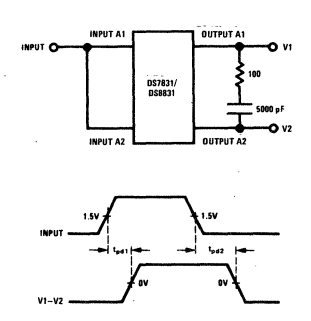 INPUT A1
OUTPUT A1
INPUT
V1
100
DS7831/
DS8831
5000 pF
V2
INPUT A2
OUTPUT A2
1.5V
1.5V
INPUT
tpd1
tpd2
0V
0V
V1-V2